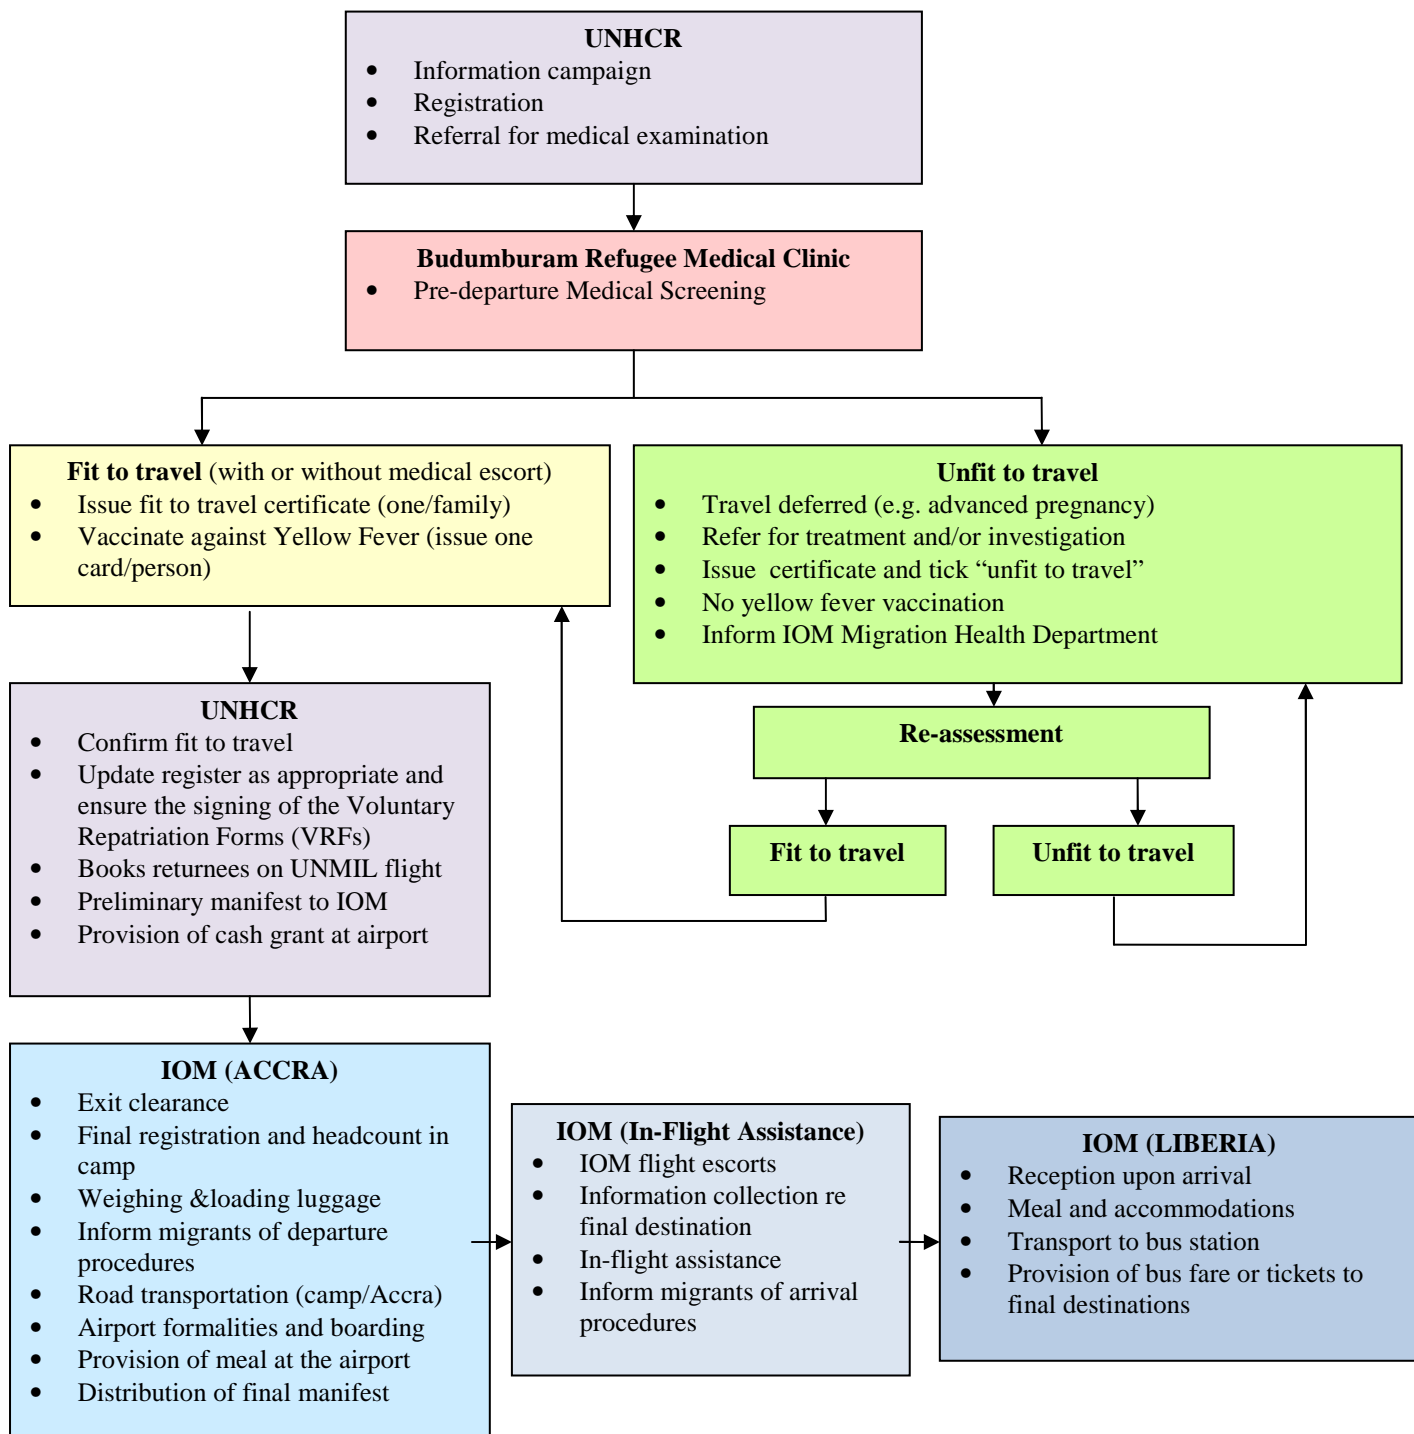 UNHCR
• Information campaign
• Registration
• Referral for medical examination
Budumburam Refugee Medical Clinic
• Pre-departure Medical Screening
Fit to travel (with or without medical escort)
• Issue fit to travel certificate (one/family)
• Vaccinate against Yellow Fever (issue one
card/person)
Unfit to travel
• Travel deferred (e.g. advanced pregnancy)
• Refer for treatment and/or investigation
• Issue certificate and tick “unfit to travel”
• No yellow fever vaccination
• Inform IOM Migration Health Department
Re-assessment
Fit to travel
Unfit to travel
UNHCR
• Confirm fit to travel
• Update register as appropriate and
ensure the signing of the Voluntary
Repatriation Forms (VRFs)
• Books returnees on UNMIL flight
• Preliminary manifest to IOM
• Provision of cash grant at airport
IOM (ACCRA)
• Exit clearance
• Final registration and headcount in
camp
• Weighing &loading luggage
• Inform migrants of departure
procedures
• Road transportation (camp/Accra)
• Airport formalities and boarding
• Provision of meal at the airport
• Distribution of final manifest
IOM (In-Flight Assistance)
• IOM flight escorts
• Information collection re
final destination
• In-flight assistance
• Inform migrants of arrival
procedures
IOM (LIBERIA)
• Reception upon arrival
• Meal and accommodations
• Transport to bus station
• Provision of bus fare or tickets to
final destinations